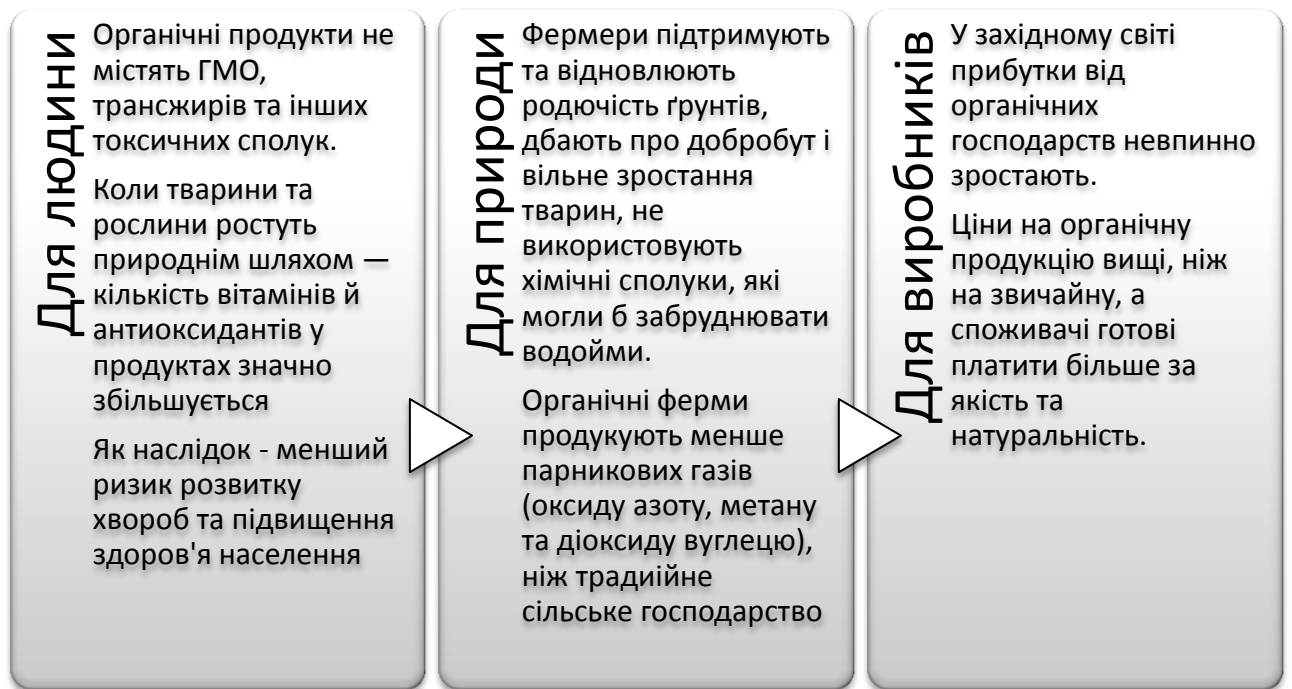 Для людини
Органічні продукти не
містять ГМО,
трансжирів та інших
токсичних сполук.
Коли тварини та
рослини ростуть
природнім шляхом —
кількість вітамінів й
антиоксидантів у
продуктах значно
збільшується
Як наслідок - менший
ризик розвитку
хвороб та підвищення
здоров'я населення
Для природи
Фермери підтримують
та відновлюють
родючість ґрунтів,
дбають про добробут і
вільне зростання
тварин, не
використовують
хімічні сполуки, які
могли б забруднювати
водойми.
Органічні ферми
продукують менше
парникових газів
(оксиду азоту, метану
та діоксиду вуглецю),
ніж традиійне
сільське господарство
Для виробників
У західному світі
прибутки від
органічних
господарств невпинно
зростають.
Ціни на органічну
продукцію вищі, ніж
на звичайну, а
споживачі готові
платити більше за
якість та
натуральність.